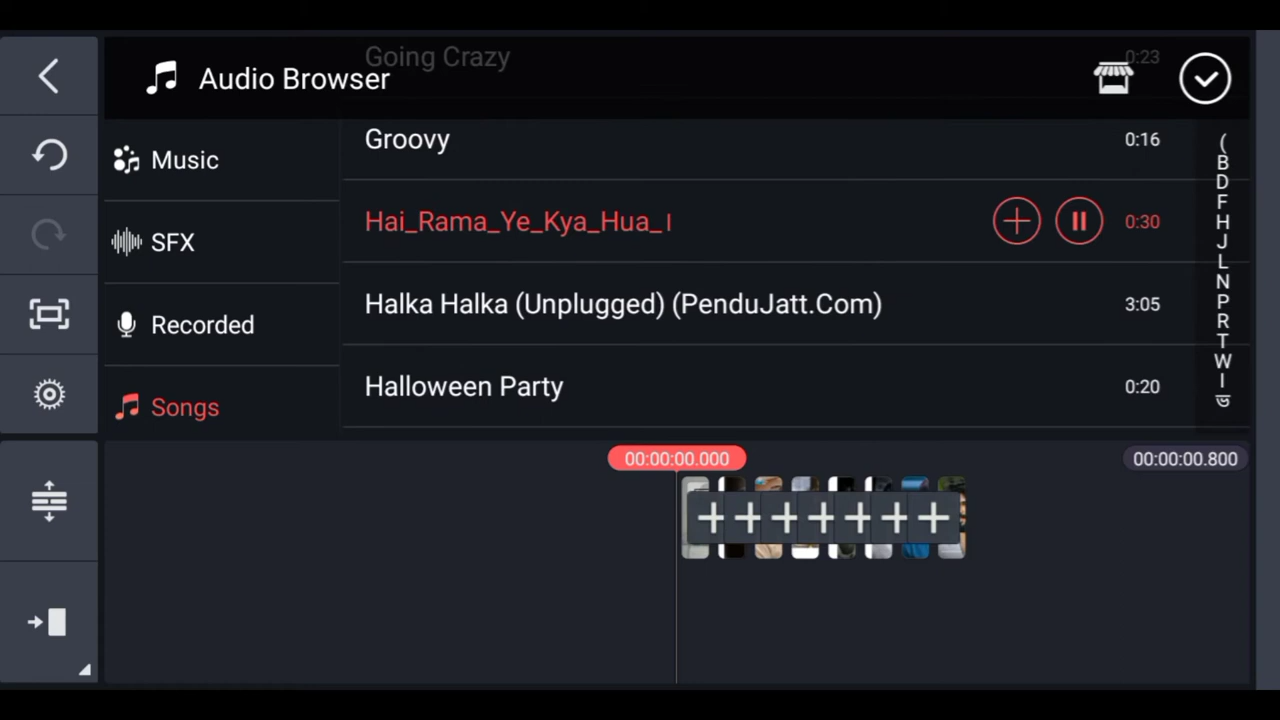 Going Crazy 0:23
Audio Browser
Music
SFX
Recorded
Songs
Groovy 0:16
Hai_Rama_Ye_Kya_Hua_ 0:30
Halka Halka (Unplugged) (PenduJatt.Com) 3:05
Halloween Party 0:20
(
B
D
F
H
J
L
N
P
R
T
W
I
ভ
00:00:00.000
00:00:00.800